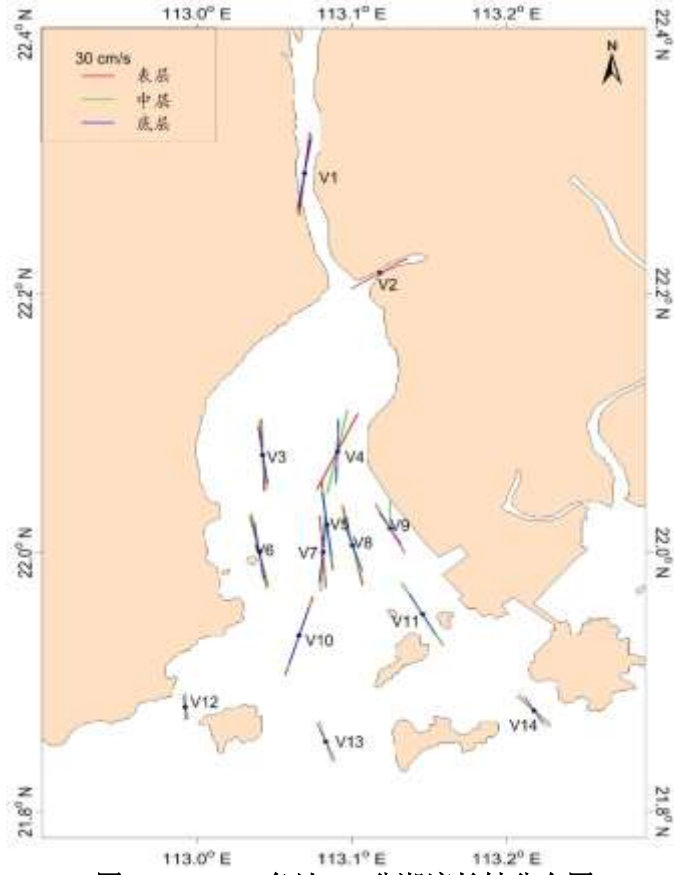 113.0° E 113.1° E 113.2° E
22.4° N 22.4° N
30 cm/s
表层
中层
底层
N
V1
V2
22.2° N 22.2° N
V3
V4
V5
V9
V6
V7
V8
22.0° N 22.0° N
V11
V10
V12
V14
V13
21.8° N 21.8° N
113.0° E 113.1° E 113.2° E